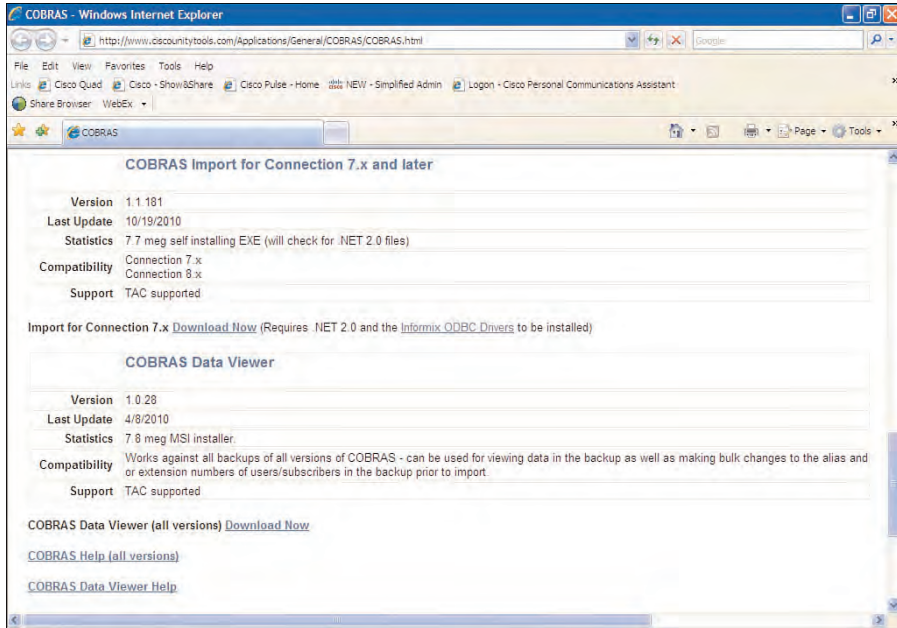 COBRAS - Windows Internet Explorer
http://www.ciscounitytools.com/Applications/General/COBRAS/COBRAS.html
Google
File Edit View Favorites Tools Help
Links Cisco Quad Cisco - Show&Share Cisco Pulse - Home NEW - Simplified Admin Logon - Cisco Personal Communications Assistant
Share Browser WebEx
COBRAS
Page Tools
COBRAS Import for Connection 7.x and later
Version 1.1.181
Last Update 10/19/2010
Statistics 7.7 meg self installing EXE (will check for .NET 2.0 files)
Compatibility Connection 7.x
Connection 8.x
Support TAC supported
Import for Connection 7.x Download Now (Requires .NET 2.0 and the Informix ODBC Drivers to be installed)
COBRAS Data Viewer
Version 1.0.28
Last Update 4/8/2010
Statistics 7.8 meg MSI installer.
Compatibility Works against all backups of all versions of COBRAS - can be used for viewing data in the backup as well as making bulk changes to the alias and
or extension numbers of users/subscribers in the backup prior to import
Support TAC supported
COBRAS Data Viewer (all versions) Download Now
COBRAS Help (all versions)
COBRAS Data Viewer Help